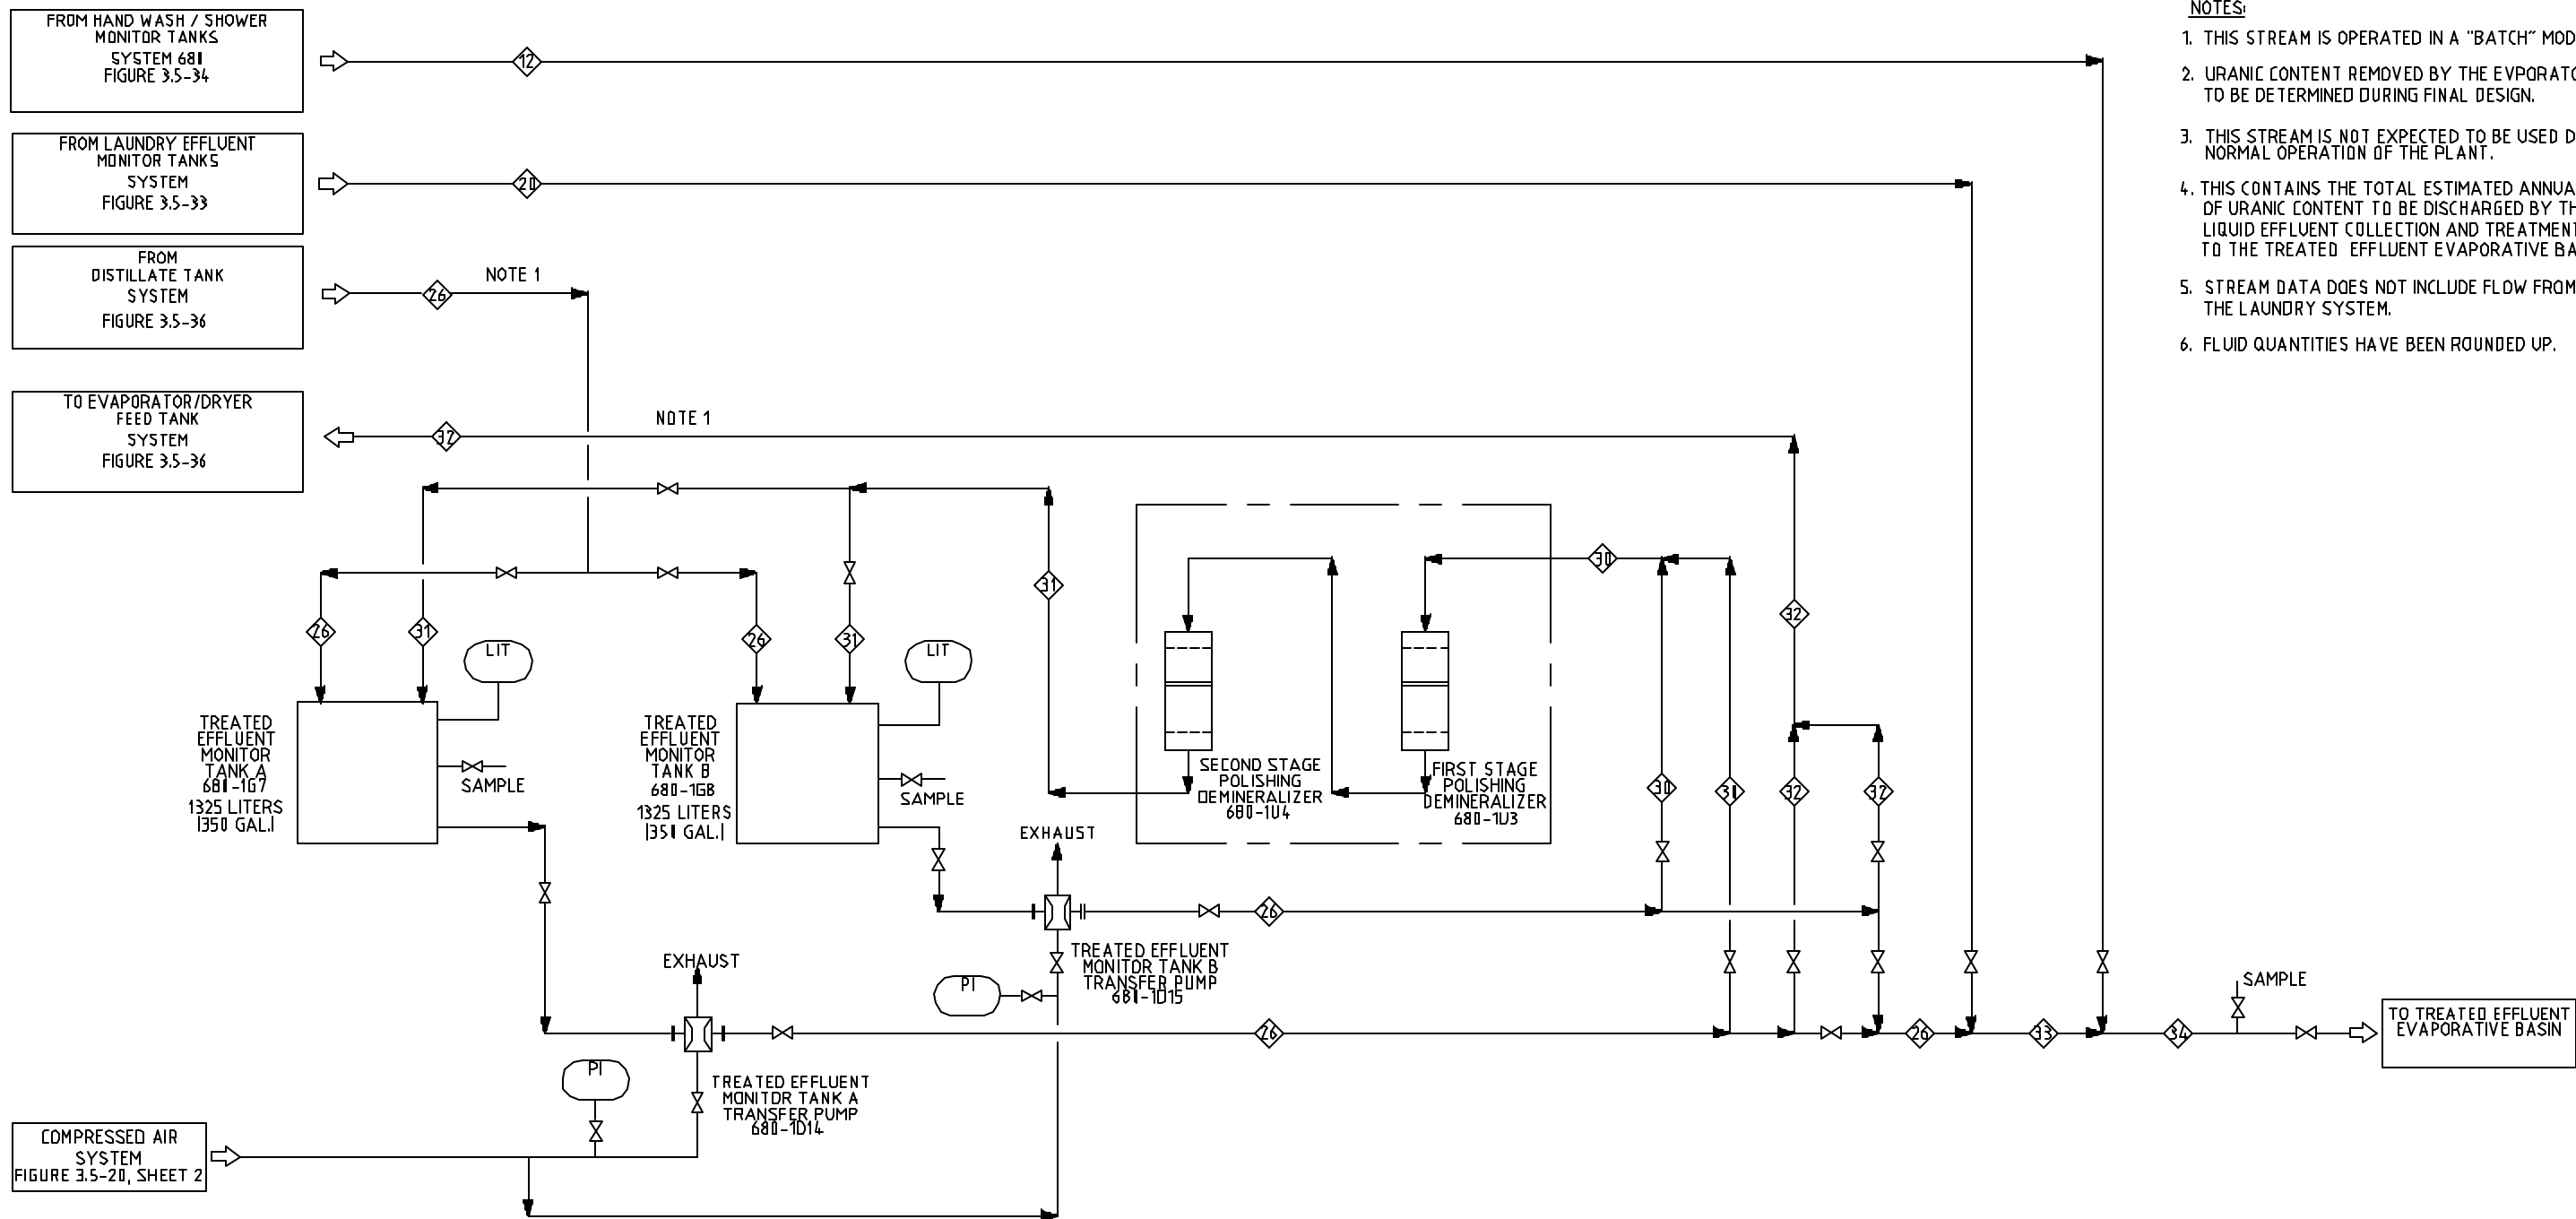 FROM HAND WASH / SHOWER
MONITOR TANKS
SYSTEM 680
FIGURE 3.5-34
12
FROM LAUNDRY EFFLUENT
MONITOR TANKS
SYSTEM
FIGURE 3.5-33
20
FROM
DISTILLATE TANK
SYSTEM
FIGURE 3.5-36
26
NOTE 1
TO EVAPORATOR/DRYER
FEED TANK
SYSTEM
FIGURE 3.5-36
32
NOTE 1
NOTES:
1. THIS STREAM IS OPERATED IN A "BATCH" MOD
2. URANIC CONTENT REMOVED BY THE EVPORATO
TO BE DETERMINED DURING FINAL DESIGN.
3. THIS STREAM IS NOT EXPECTED TO BE USED D
NORMAL OPERATION OF THE PLANT.
4. THIS CONTAINS THE TOTAL ESTIMATED ANNUA
OF URANIC CONTENT TO BE DISCHARGED BY TH
LIQUID EFFLUENT COLLECTION AND TREATMENT
TO THE TREATED EFFLUENT EVAPORATIVE BA
5. STREAM DATA DOES NOT INCLUDE FLOW FROM
THE LAUNDRY SYSTEM.
6. FLUID QUANTITIES HAVE BEEN ROUNDED UP.
26
31
26
31
31
30
32
LIT
LIT
TREATED
EFFLUENT
MONITOR
TANK A
680-1G7
1325 LITERS
(350 GAL.)
SAMPLE
TREATED
EFFLUENT
MONITOR
TANK B
680-1G8
1325 LITERS
(350 GAL.)
SAMPLE
SECOND STAGE
POLISHING
DEMINERALIZER
680-1U4
FIRST STAGE
POLISHING
DEMINERALIZER
680-1U3
30
30
32
32
EXHAUST
26
TREATED EFFLUENT
MONITOR TANK B
TRANSFER PUMP
680-1D15
PI
EXHAUST
26
26
33
34
SAMPLE
TO TREATED EFFLUENT
EVAPORATIVE BASIN
PI
TREATED EFFLUENT
MONITOR TANK A
TRANSFER PUMP
680-1D14
COMPRESSED AIR
SYSTEM
FIGURE 3.5-20, SHEET 2